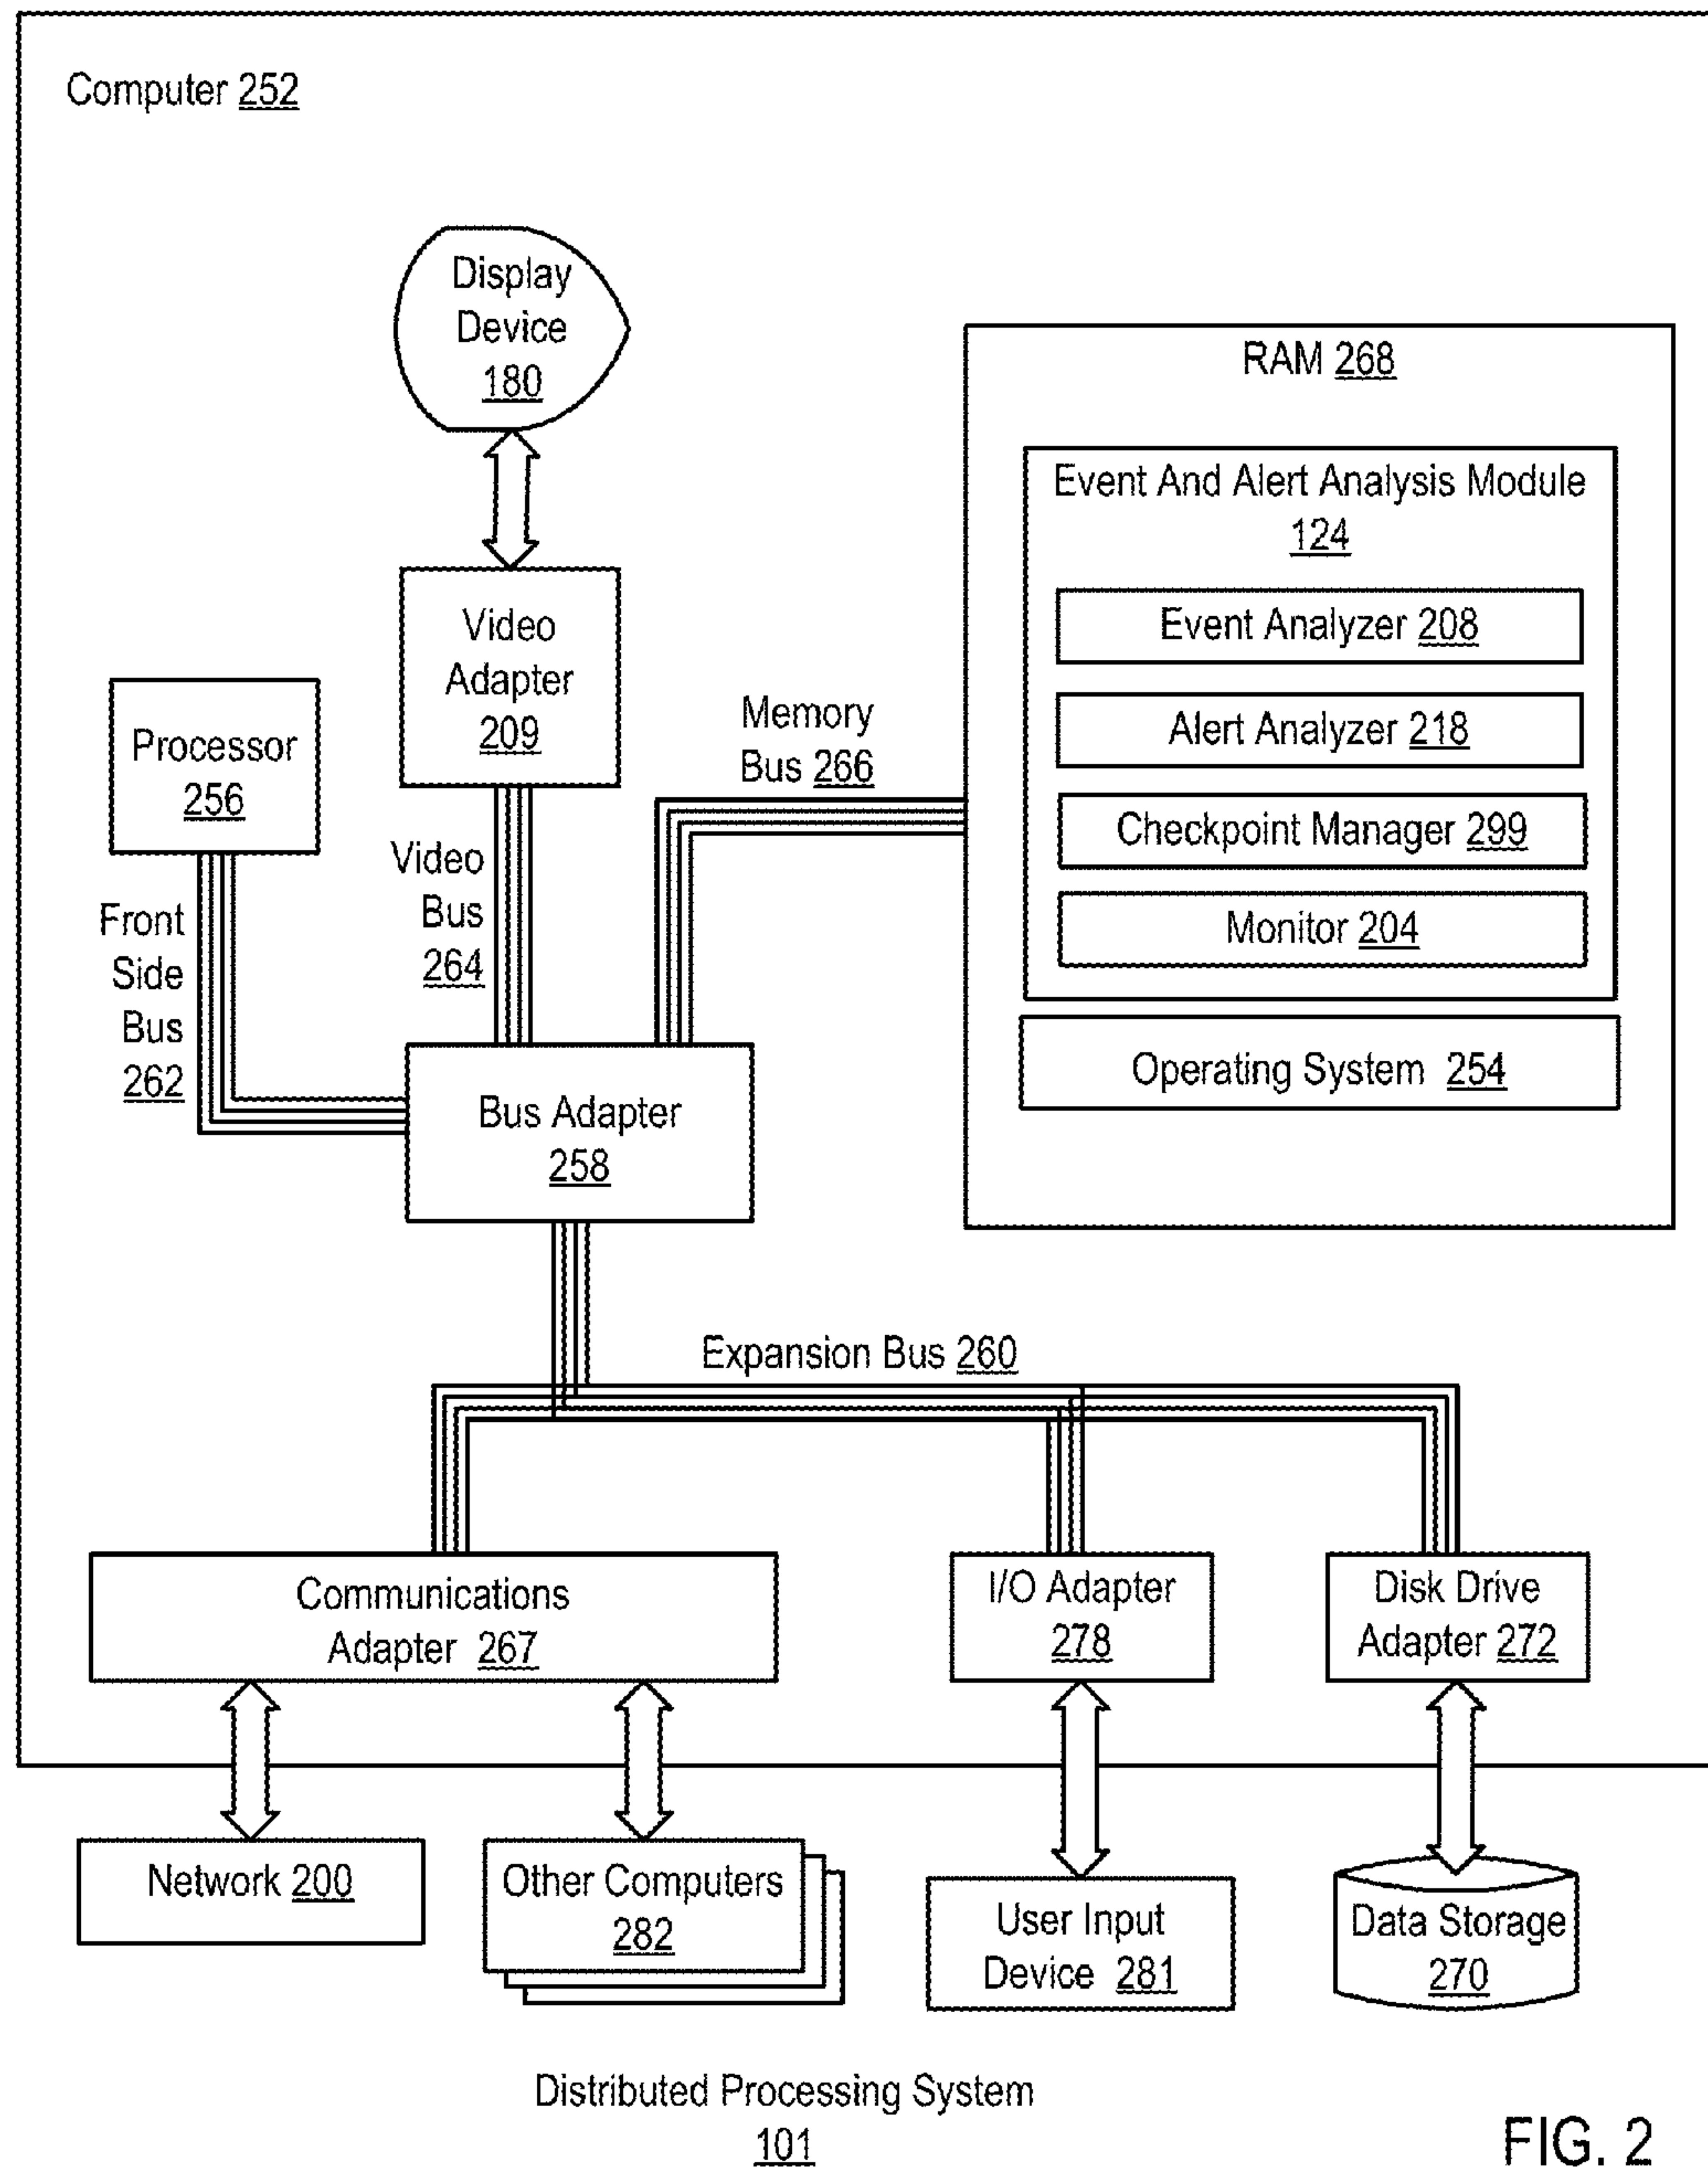 Computer 252
Display
Device
180
RAM 268
Event And Alert Analysis Module
124
Event Analyzer 208
Alert Analyzer 218
Checkpoint Manager 299
Monitor 204
Operating System 254
Video
Adapter
209
Processor
256
Memory
Bus 266
Video
Bus
264
Front
Side
Bus
262
Bus Adapter
258
Expansion Bus 260
Communications
Adapter 267
I/O Adapter
278
Disk Drive
Adapter 272
Network 200
Other Computers
282
User Input
Device 281
Data Storage
270
Distributed Processing System
101
FIG. 2